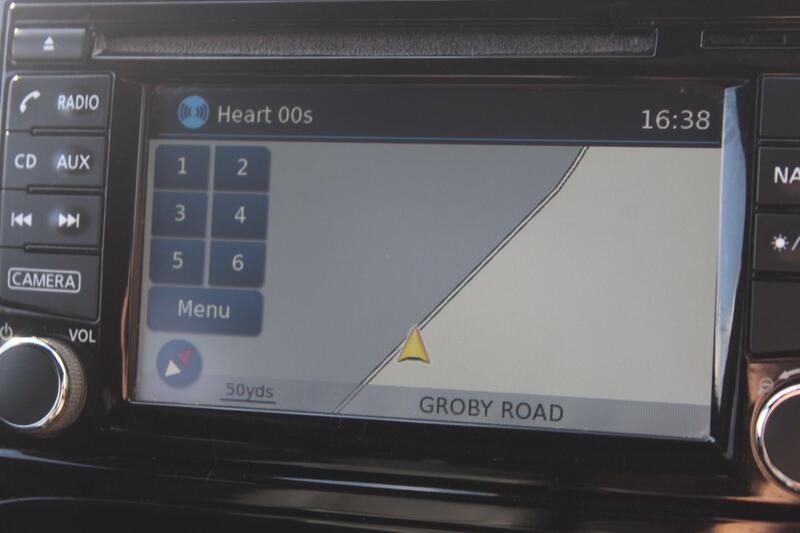 Heart 00s
16:38
RADIO
CD AUX
CAMERA
VOL
1 2
3 4
5 6
Menu
50yds
GROBY ROAD